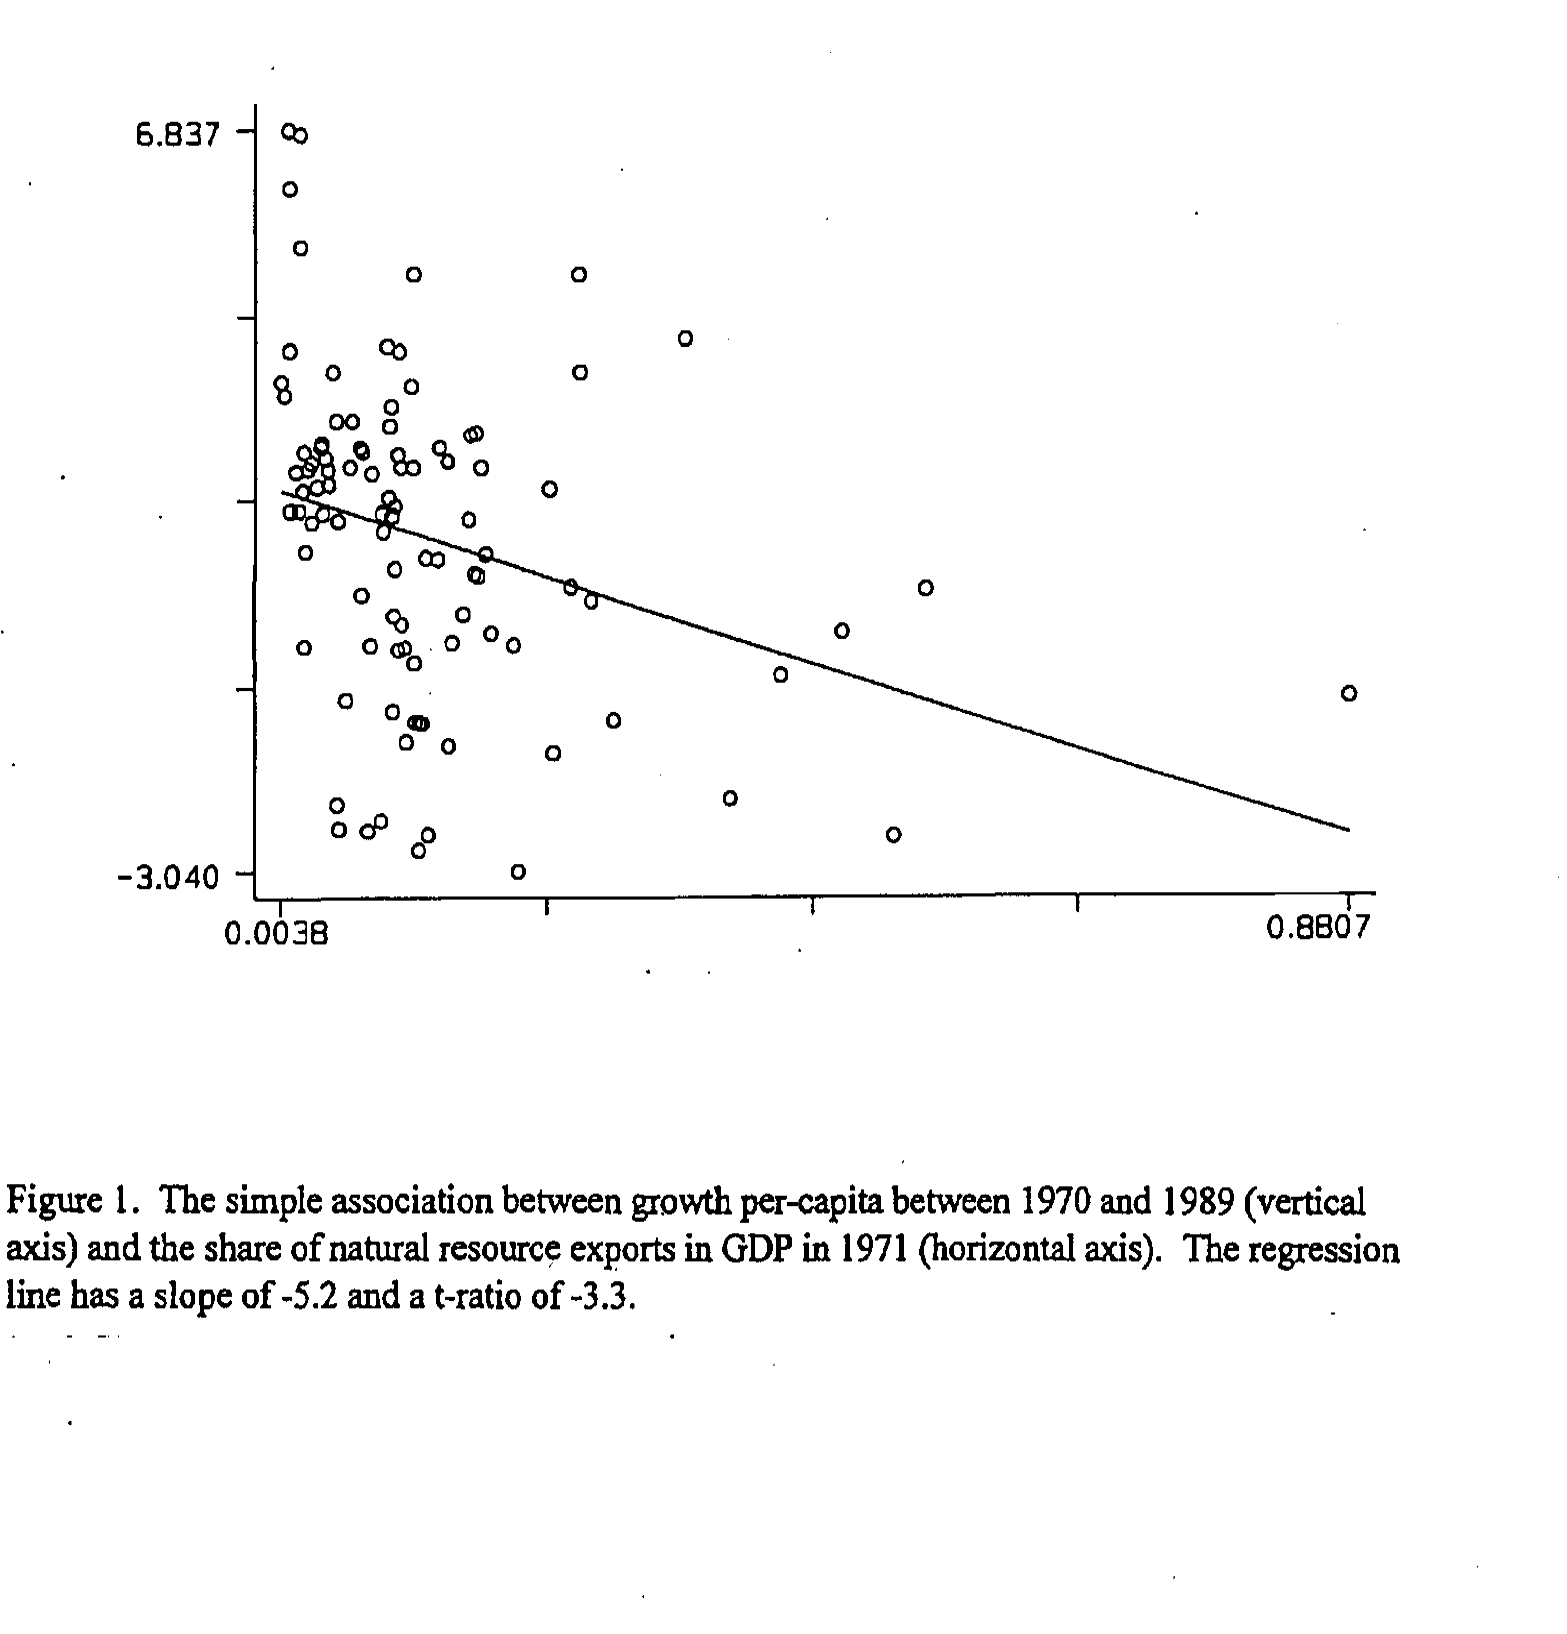 6.837
-3.040
0.0038
0.8807
Figure 1. The simple association between growth per-capita between 1970 and 1989 (vertical
axis) and the share of natural resource exports in GDP in 1971 (horizontal axis). The regression
line has a slope of -5.2 and a t-ratio of -3.3.